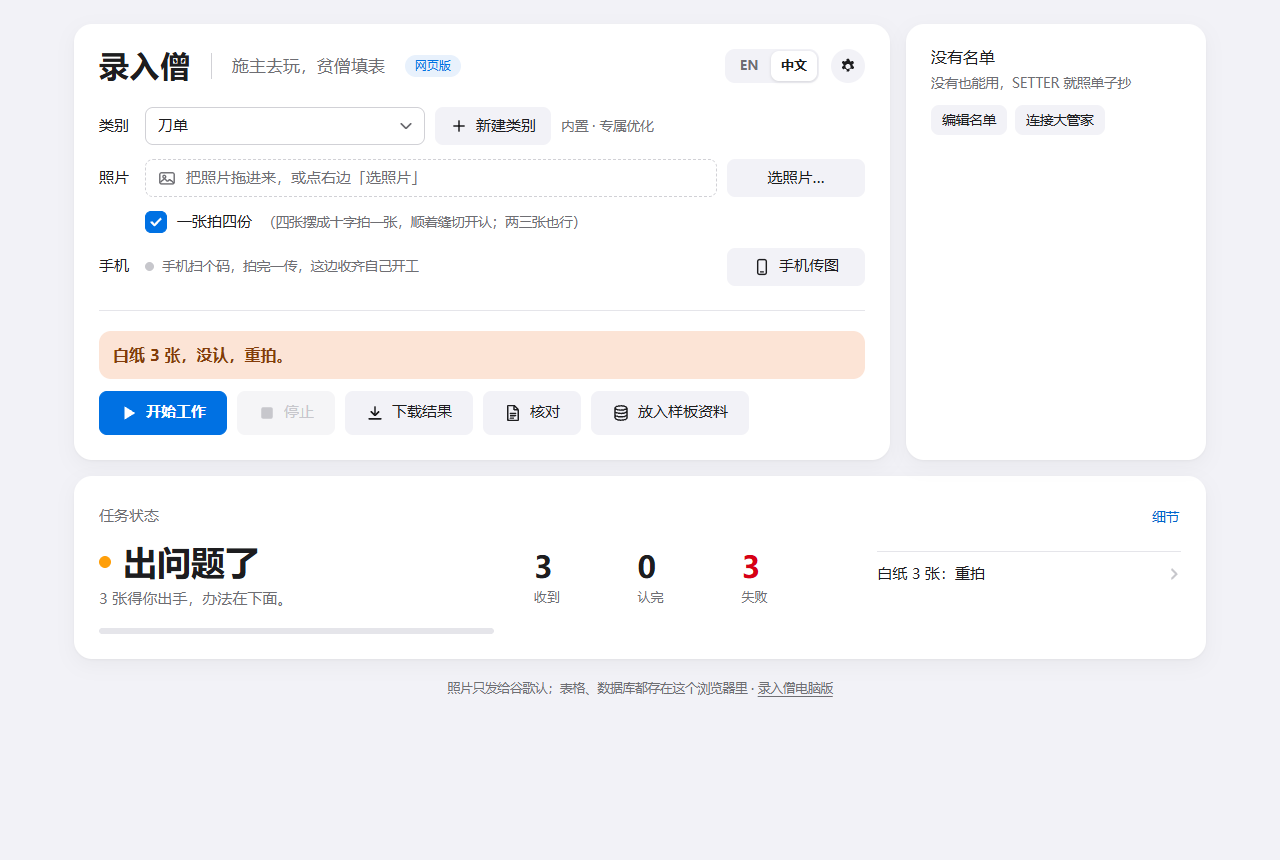 录入僧
施主去玩，贫僧填表
网页版
EN
中文
类别
刀单
新建类别
内置 · 专属优化
照片
把照片拖进来，或点右边「选照片」
选照片...
一张拍四份
（四张摆成十字拍一张，顺着缝切开认；两三张也行）
手机
手机扫个码，拍完一传，这边收齐自己开工
手机传图
白纸 3 张，没认，重拍。
开始工作
停止
下载结果
核对
放入样板资料
没有名单
没有也能用，SETTER 就照单子抄
编辑名单
连接大管家
任务状态
细节
出问题了
3 张得你出手，办法在下面。
3
收到
0
认完
3
失败
白纸 3 张：重拍
照片只发给谷歌认；表格、数据库都存在这个浏览器里 · 录入僧电脑版